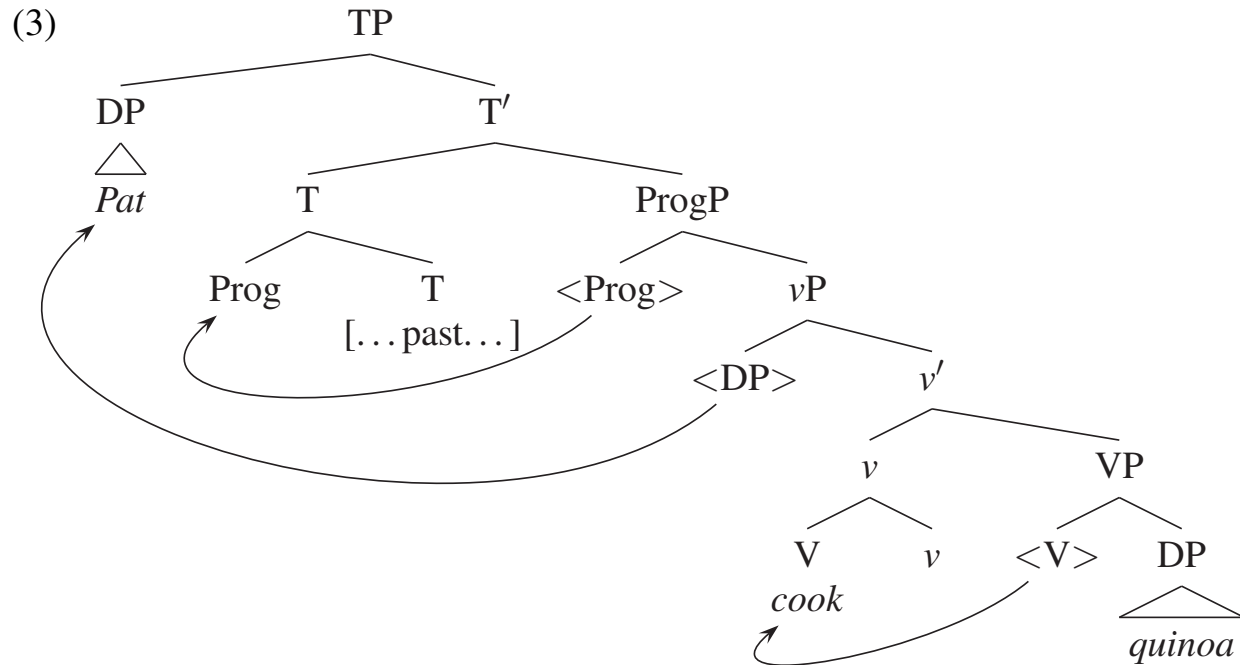 (3) TP
DP T′
Pat T ProgP
Prog T <Prog> vP
[...past...]
<DP> v′
v VP
V v <V> DP
cook
quinoa